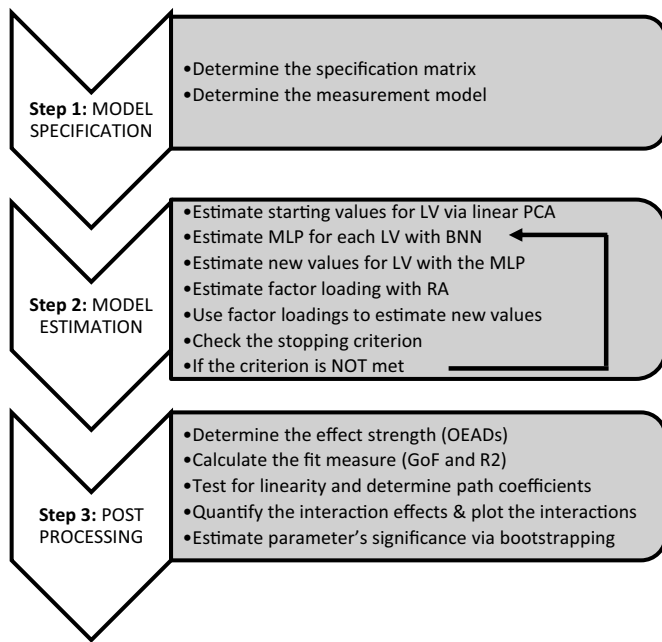 Step 1: MODEL
SPECIFICATION
•Determine the specification matrix
•Determine the measurement model
Step 2: MODEL
ESTIMATION
•Estimate starting values for LV via linear PCA
•Estimate MLP for each LV with BNN
•Estimate new values for LV with the MLP
•Estimate factor loading with RA
•Use factor loadings to estimate new values
•Check the stopping criterion
•If the criterion is NOT met
Step 3: POST
PROCESSING
•Determine the effect strength (OEADs)
•Calculate the fit measure (GoF and R2)
•Test for linearity and determine path coefficients
•Quantify the interaction effects & plot the interactions
•Estimate parameter's significance via bootstrapping